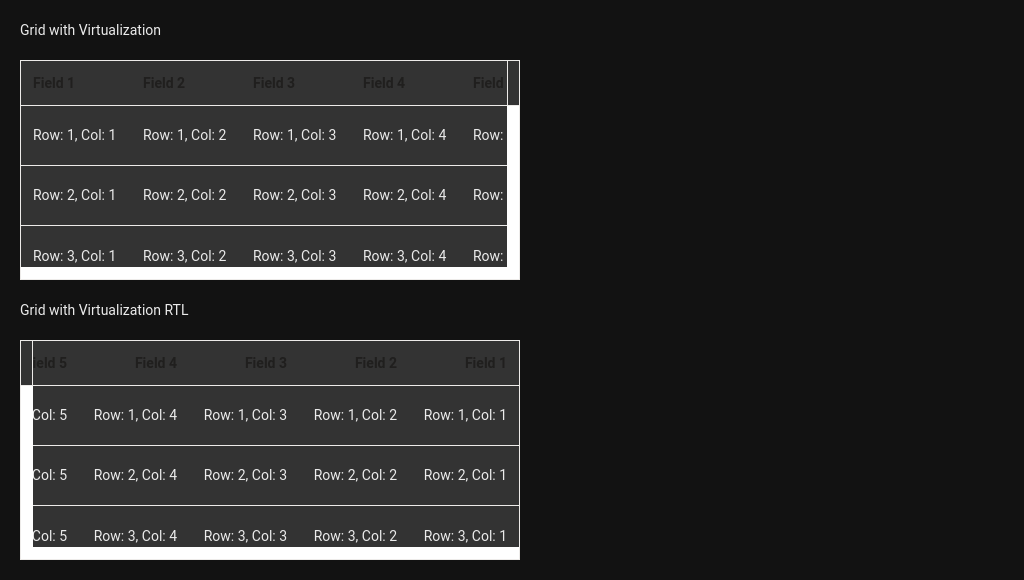 Grid with Virtualization
Field 1 Field 2 Field 3 Field 4 Field
Row: 1, Col: 1 Row: 1, Col: 2 Row: 1, Col: 3 Row: 1, Col: 4 Row:
Row: 2, Col: 1 Row: 2, Col: 2 Row: 2, Col: 3 Row: 2, Col: 4 Row:
Row: 3, Col: 1 Row: 3, Col: 2 Row: 3, Col: 3 Row: 3, Col: 4 Row:
Grid with Virtualization RTL
ield 5 Field 4 Field 3 Field 2 Field 1
Col: 5 Row: 1, Col: 4 Row: 1, Col: 3 Row: 1, Col: 2 Row: 1, Col: 1
Col: 5 Row: 2, Col: 4 Row: 2, Col: 3 Row: 2, Col: 2 Row: 2, Col: 1
Col: 5 Row: 3, Col: 4 Row: 3, Col: 3 Row: 3, Col: 2 Row: 3, Col: 1